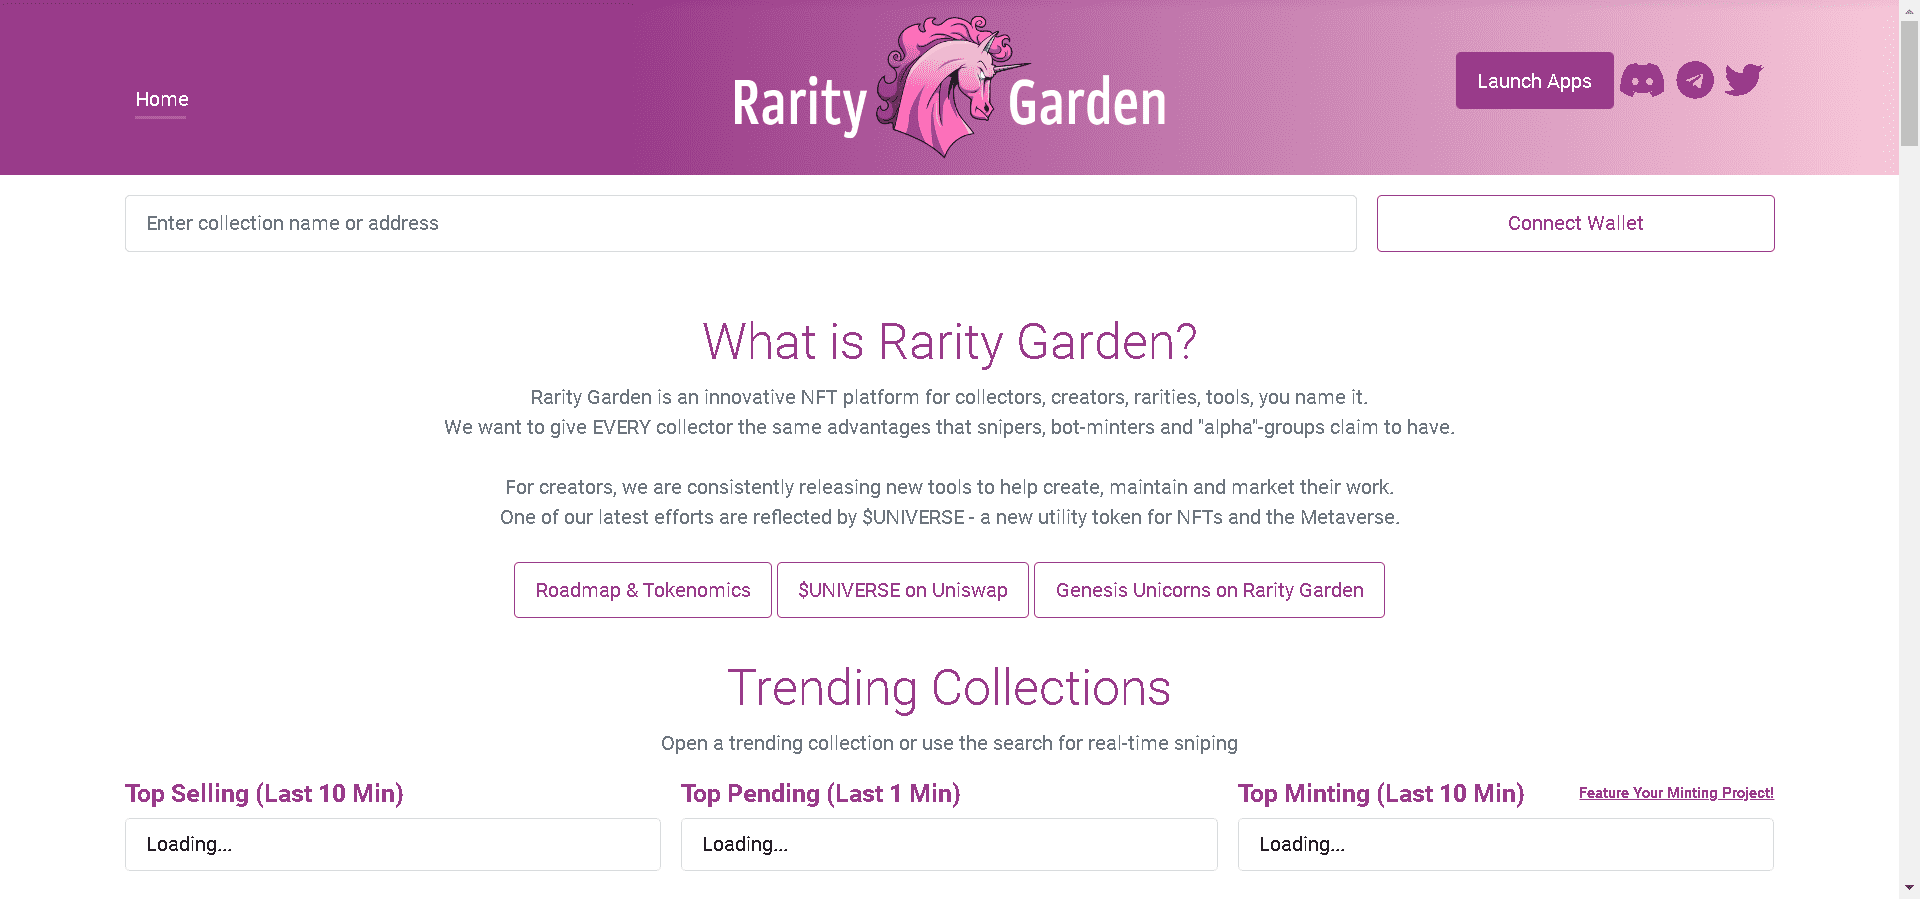 Home
Rarity Garden
Launch Apps
Enter collection name or address
Connect Wallet
What is Rarity Garden?
Rarity Garden is an innovative NFT platform for collectors, creators, rarities, tools, you name it.
We want to give EVERY collector the same advantages that snipers, bot-minters and "alpha"-groups claim to have.
For creators, we are consistently releasing new tools to help create, maintain and market their work.
One of our latest efforts are reflected by $UNIVERSE - a new utility token for NFTs and the Metaverse.
Roadmap & Tokenomics
$UNIVERSE on Uniswap
Genesis Unicorns on Rarity Garden
Trending Collections
Open a trending collection or use the search for real-time sniping
Top Selling (Last 10 Min)
Loading...
Top Pending (Last 1 Min)
Loading...
Top Minting (Last 10 Min)
Feature Your Minting Project!
Loading...